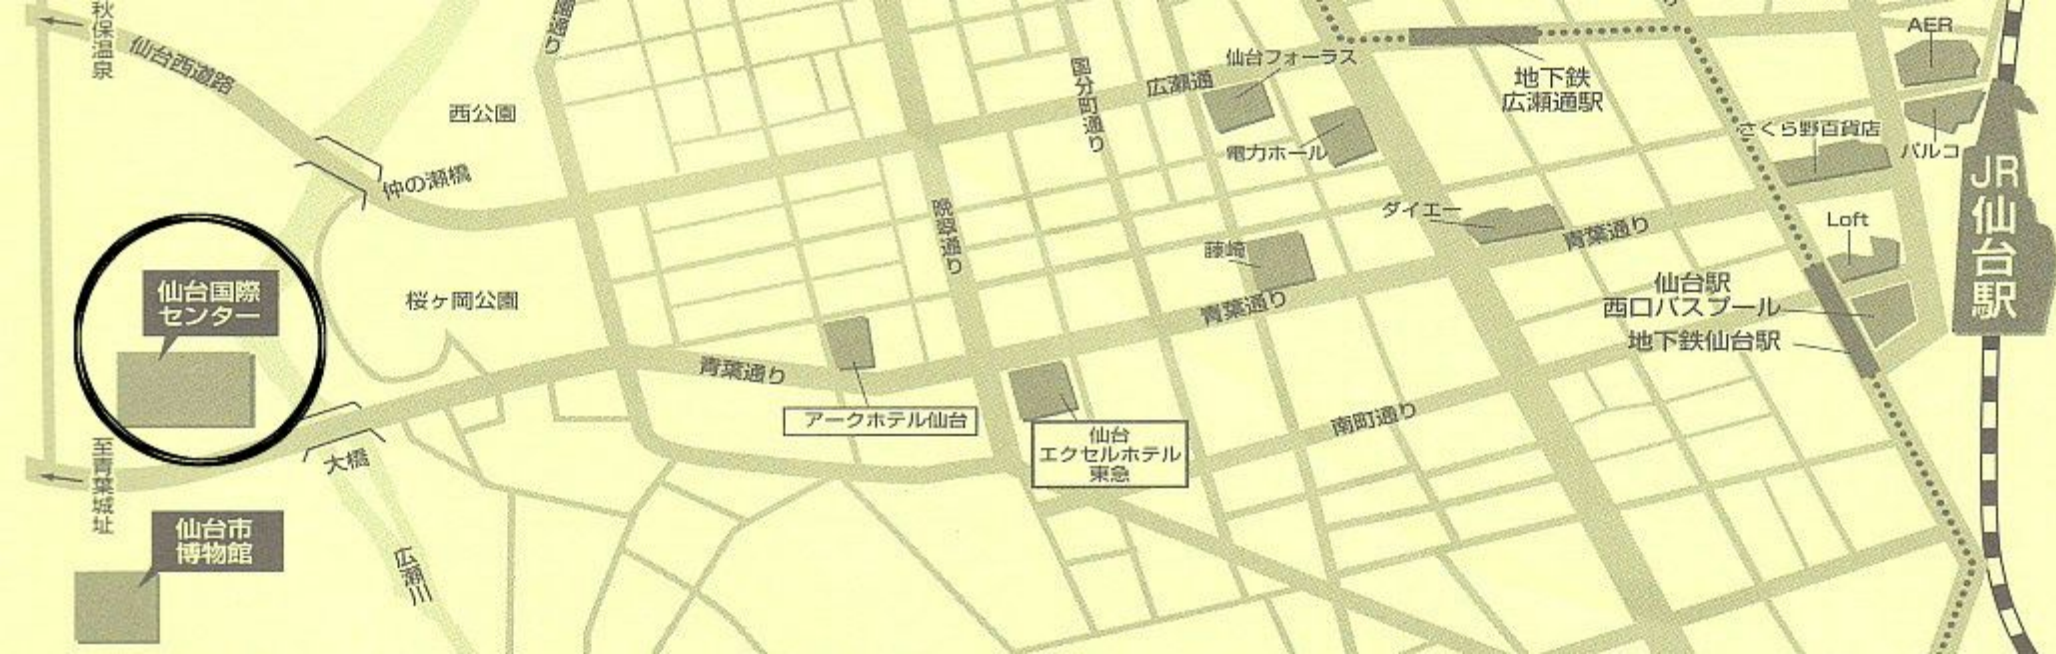 秋保温泉
仙台西道路
西公園
仲の瀬橋
広瀬通
国分町通り
仙台フォーラス
電力ホール
地下鉄
広瀬通駅
AER
さくら野百貨店
パルコ
JR仙台駅
晩翠通り
ダイエー
青葉通り
Loft
藤崎
仙台国際
センター
桜ヶ岡公園
青葉通り
仙台駅
西口バスプール
地下鉄仙台駅
青葉通り
アークホテル仙台
仙台
エクセルホテル
東急
南町通り
大橋
至青葉城址
仙台市
博物館
広瀬川